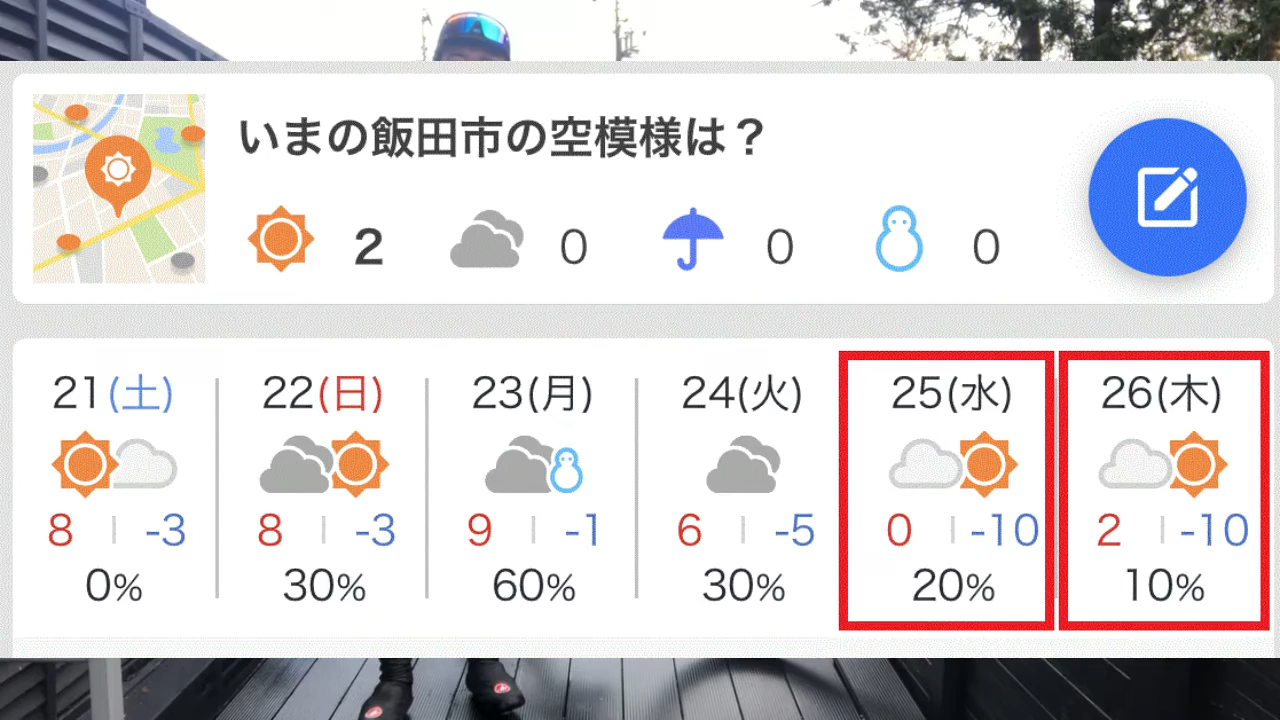 いまの飯田市の空模様は？
2 0 0 0
21(土) 22(日) 23(月) 24(火) 25(水) 26(木)
8 -3 8 -3 9 -1 6 -5 0 -10 2 -10
0% 30% 60% 30% 20% 10%